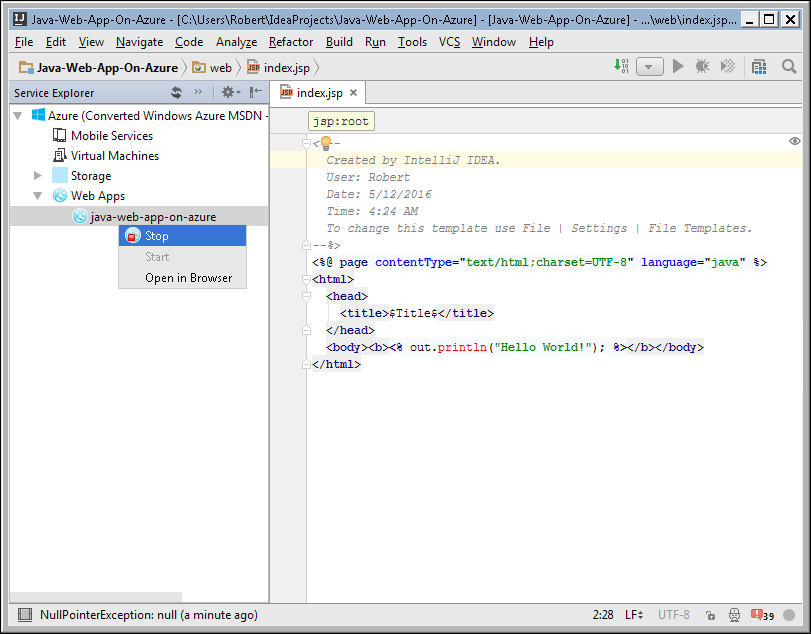 Java-Web-App-On-Azure - [C:\Users\Robert\IdeaProjects\Java-Web-App-On-Azure] - [Java-Web-App-On-Azure] - ...\web\index.jsp...
File Edit View Navigate Code Analyze Refactor Build Run Tools VCS Window Help
Java-Web-App-On-Azure web index.jsp
Service Explorer
Azure (Converted Windows Azure MSDN -
Mobile Services
Virtual Machines
Storage
Web Apps
java-web-app-on-azure
Stop
Start
Open in Browser
index.jsp
jsp:root
<%--
Created by IntelliJ IDEA.
User: Robert
Date: 5/12/2016
Time: 4:24 AM
To change this template use File | Settings | File Templates.
--%>
<%@ page contentType="text/html;charset=UTF-8" language="java" %>
<html>
<head>
<title>$Title$</title>
</head>
<body><b><% out.println("Hello World!"); %></b></body>
</html>
NullPointerException: null (a minute ago) 2:28 LF UTF-8 39